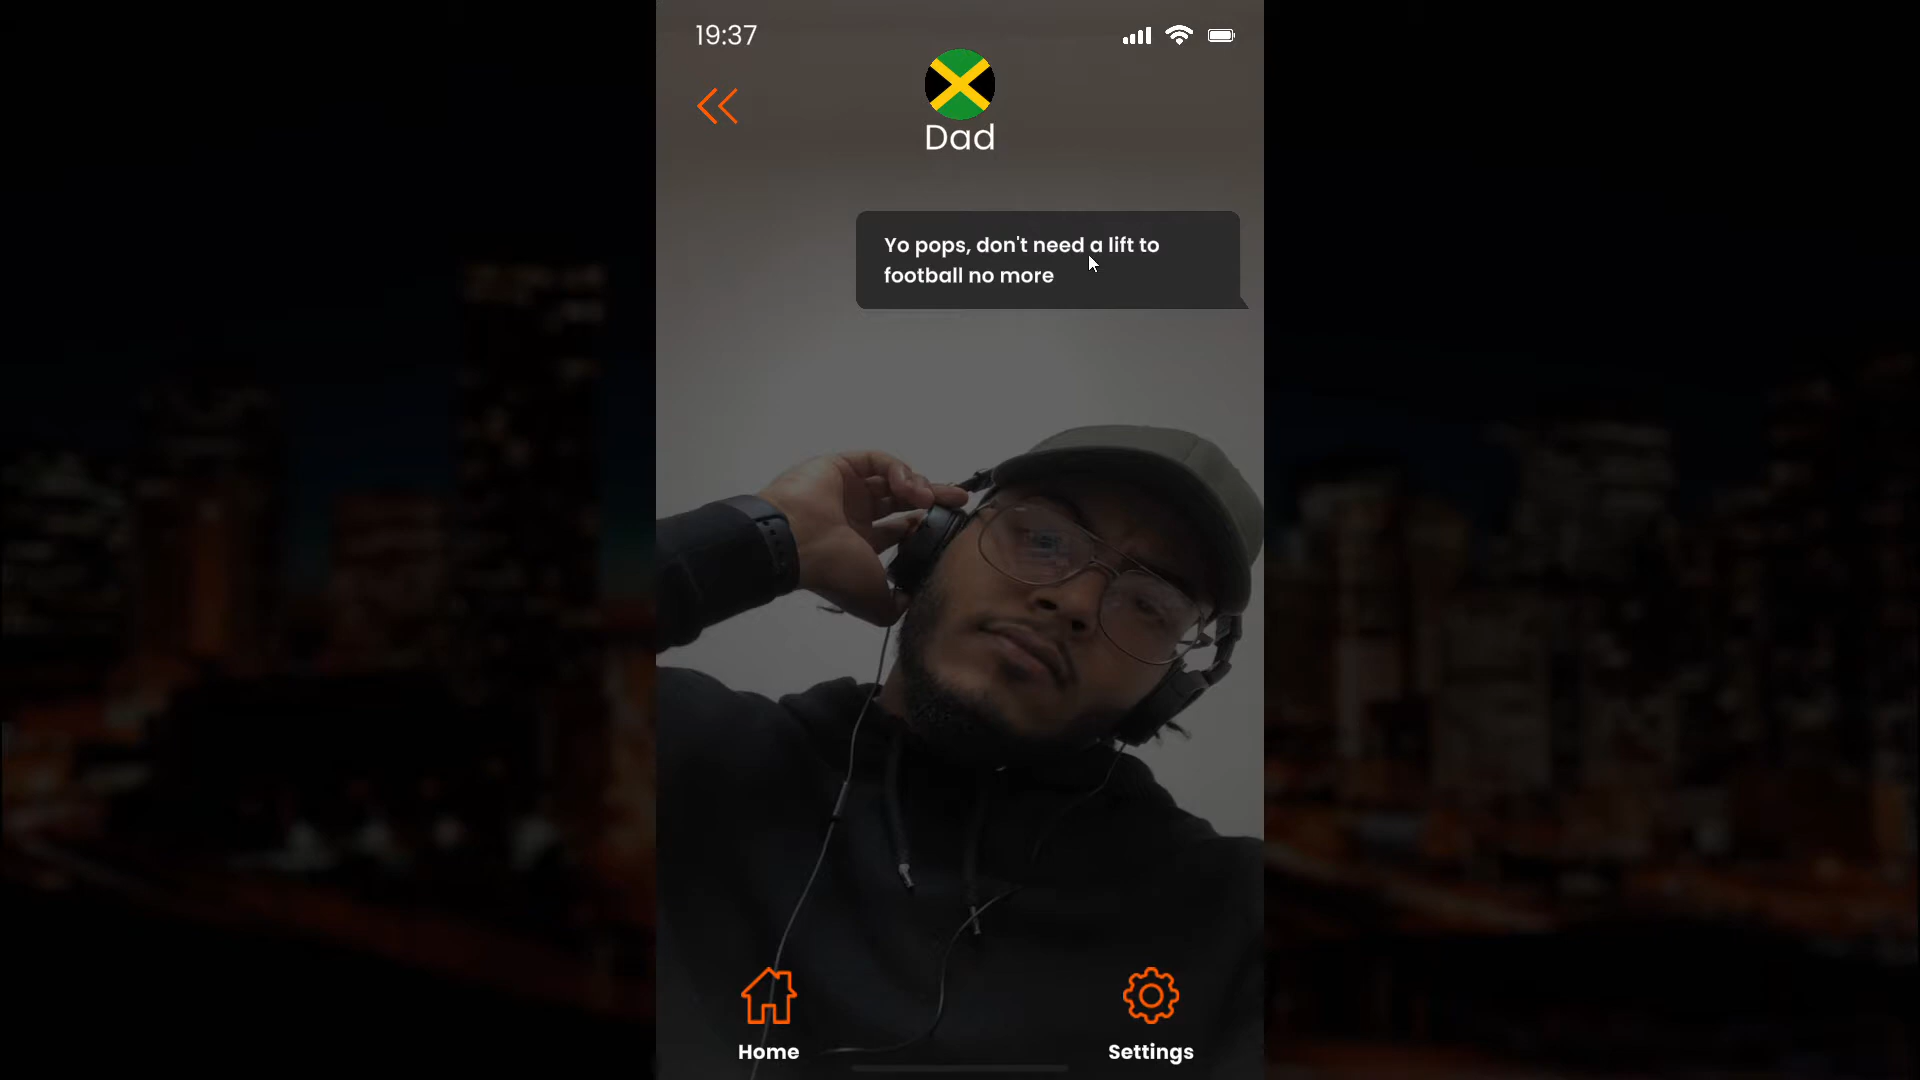 19:37
Dad
Yo pops, don't need a lift to
football no more
Home
Settings